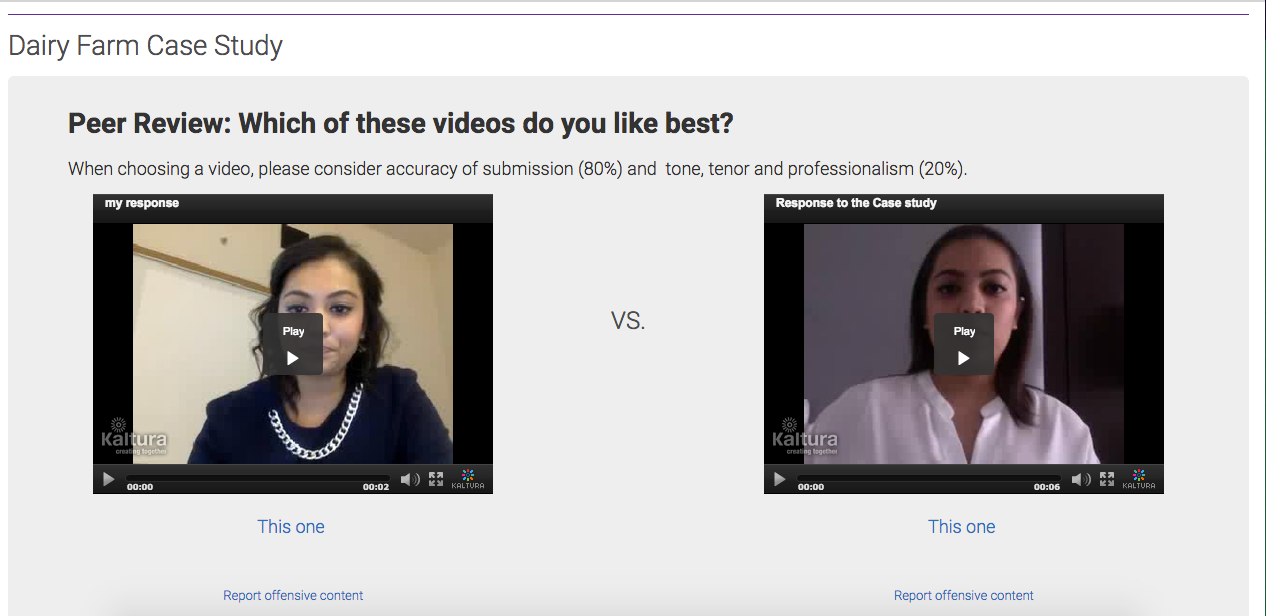 Dairy Farm Case Study
Peer Review: Which of these videos do you like best?
When choosing a video, please consider accuracy of submission (80%) and  tone, tenor and professionalism (20%).
my response
Play
Kaltura
creating together
00:00
00:02
KALTURA
This one
Report offensive content
VS.
Response to the Case study
Play
Kaltura
creating together
00:00
00:06
KALTURA
This one
Report offensive content